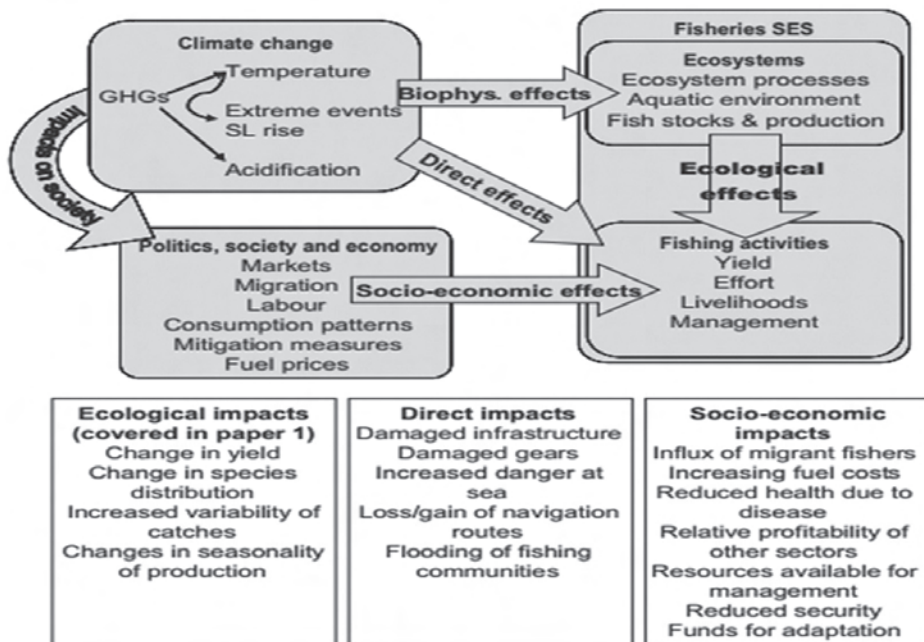 Climate change
GHGs
Temperature
Extreme events
SL rise
Acidification
Impacts on society
Biophys. effects
Direct effects
Fisheries SES
Ecosystems
Ecosystem processes
Aquatic environment
Fish stocks & production
Ecological
effects
Politics, society and economy
Markets
Migration
Labour
Consumption patterns
Mitigation measures
Fuel prices
Socio-economic effects
Fishing activities
Yield
Effort
Livelihoods
Management
Ecological impacts
(covered in paper 1)
Change in yield
Change in species
distribution
Increased variability of
catches
Changes in seasonality
of production
Direct impacts
Damaged infrastructure
Damaged gears
Increased danger at
sea
Loss/gain of navigation
routes
Flooding of fishing
communities
Socio-economic
impacts
Influx of migrant fishers
Increasing fuel costs
Reduced health due to
disease
Relative profitability of
other sectors
Resources available for
management
Reduced security
Funds for adaptation